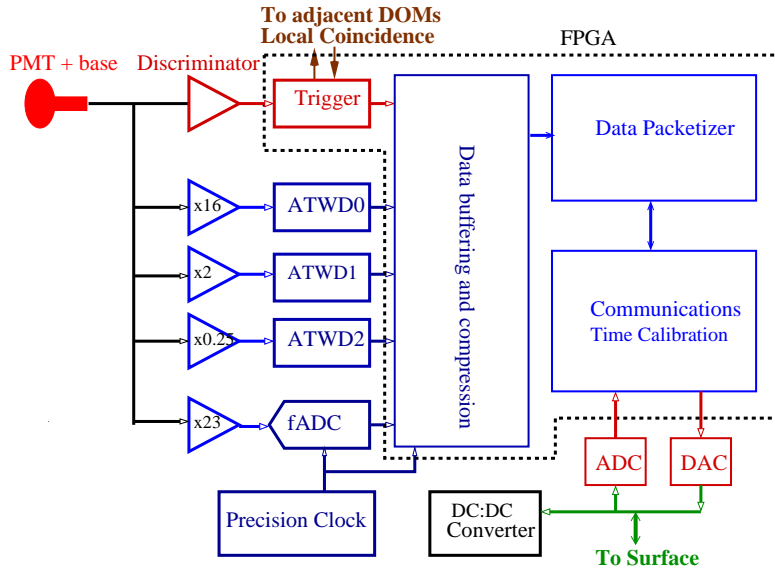 To adjacent DOMs
Local Coincidence
FPGA
PMT + base
Discriminator
Trigger
Data Packetizer
Data buffering and compression
x16
ATWD0
x2
ATWD1
x0.25
ATWD2
Communications
Time Calibration
x23
fADC
ADC
DAC
Precision Clock
DC:DC
Converter
To Surface